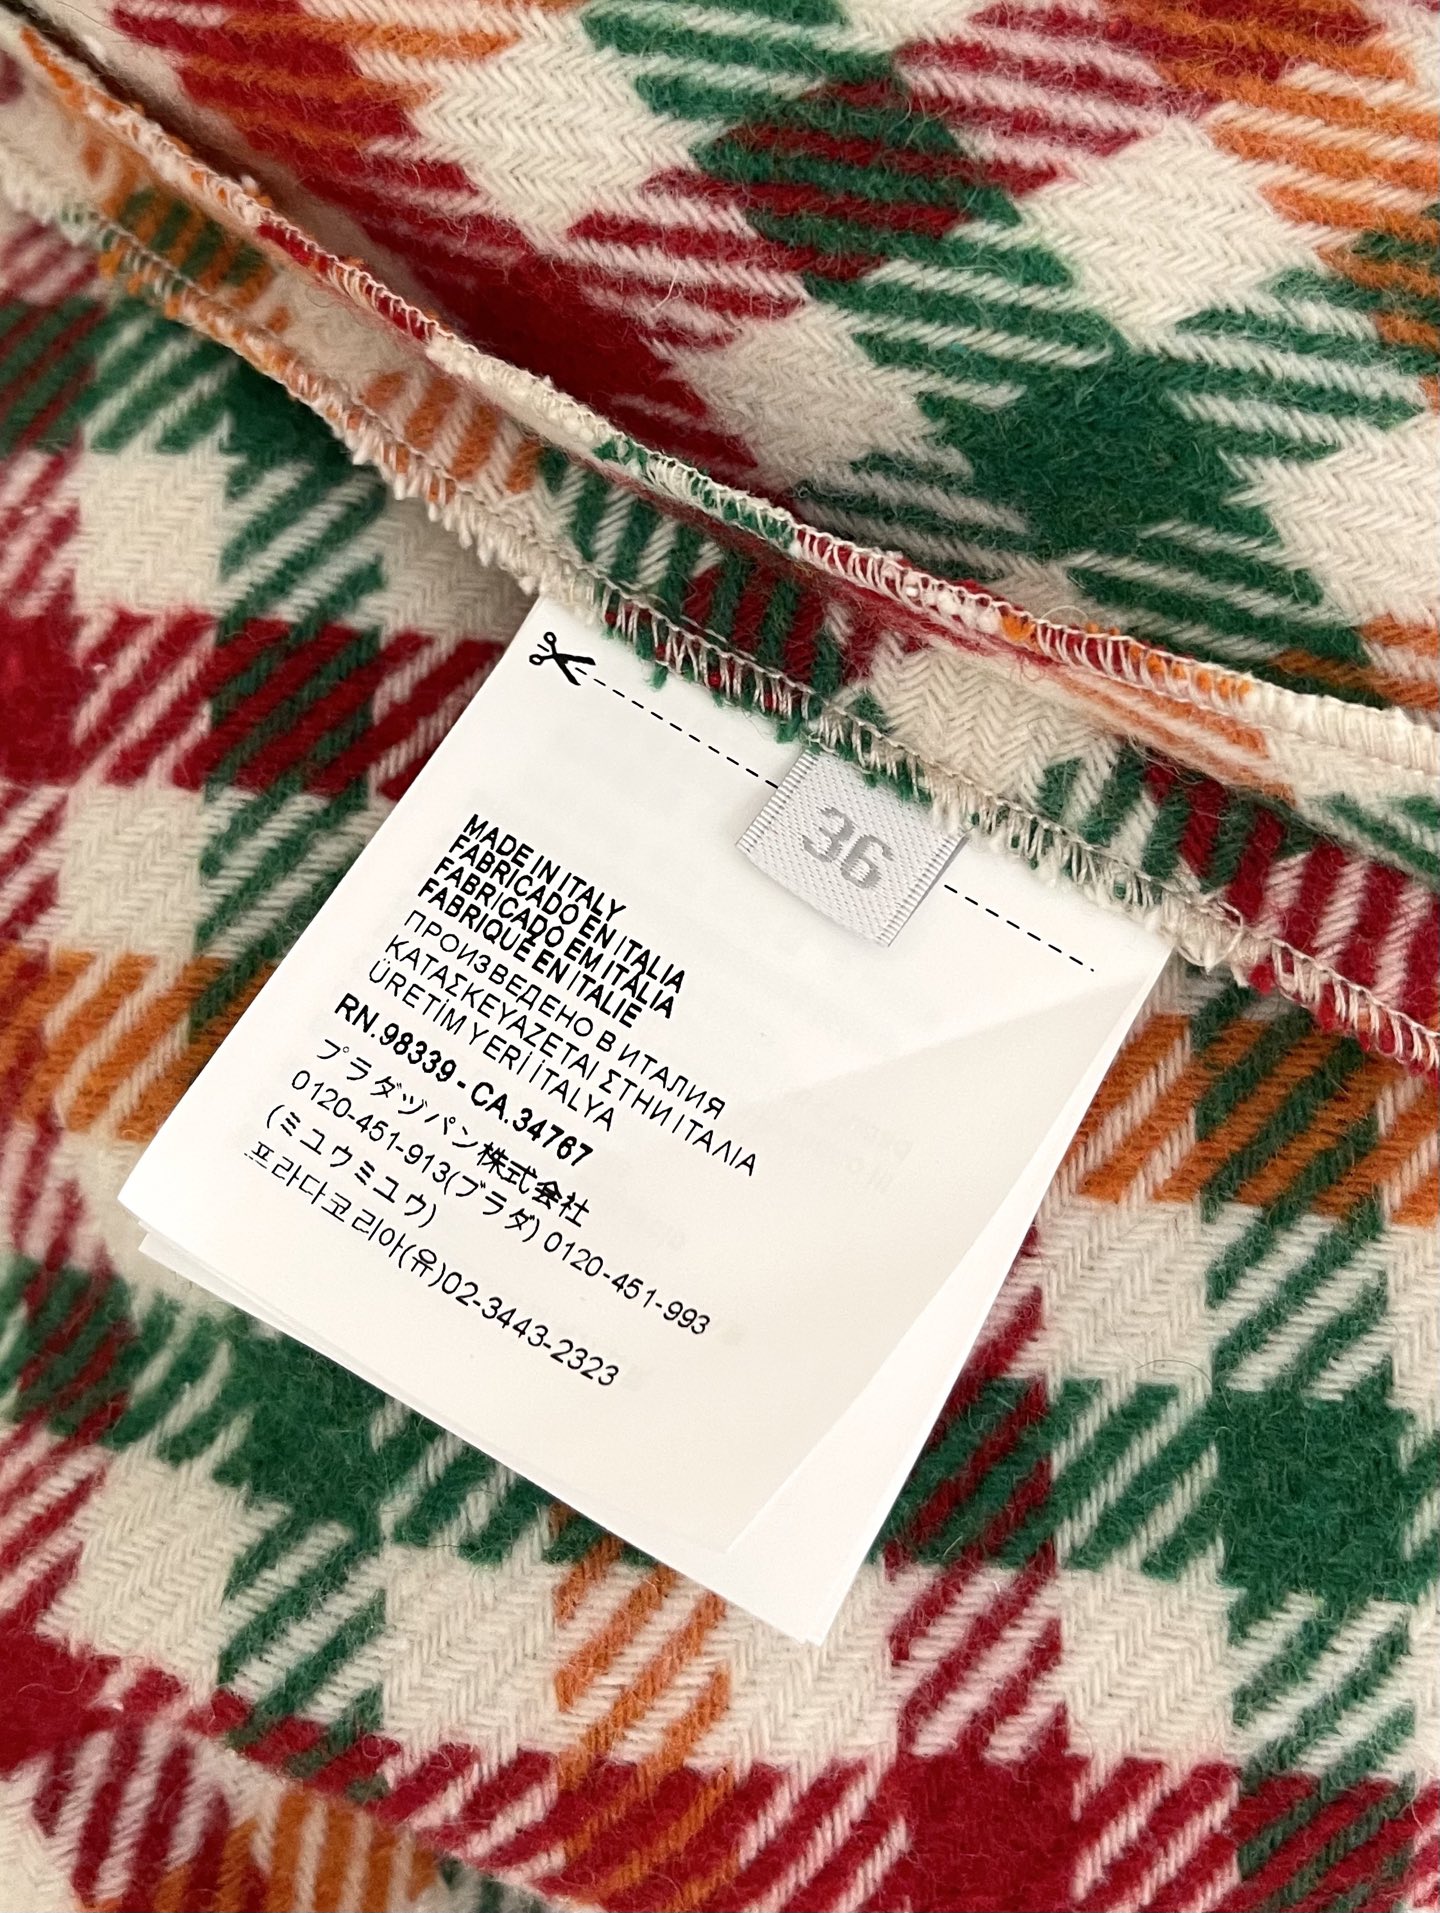 36
MADE IN ITALY
FABRICADO EN ITALIA
FABRICADO EM ITÁLIA
FABRIQUÉ EN ITALIE
ПРОИЗВЕДЕНО В ИТАЛИЯ
ΚΑΤΑΣΚΕΥΑΖΕΤΑΙ ΣΤΗΝ ΙΤΑΛΙΑ
ÜRETİM YERİ İTALYA
RN.98339 - CA.34767
プラダジャパン株式会社
0120-451-913(プラダ) 0120-451-993
(ミュウミュウ)
프라다코리아(유)02-3443-2323